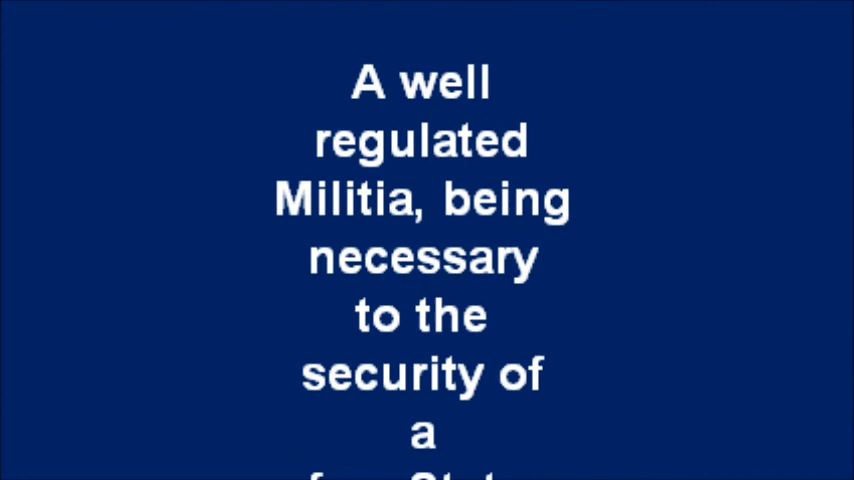 A well
regulated
Militia, being
necessary
to the
security of
a